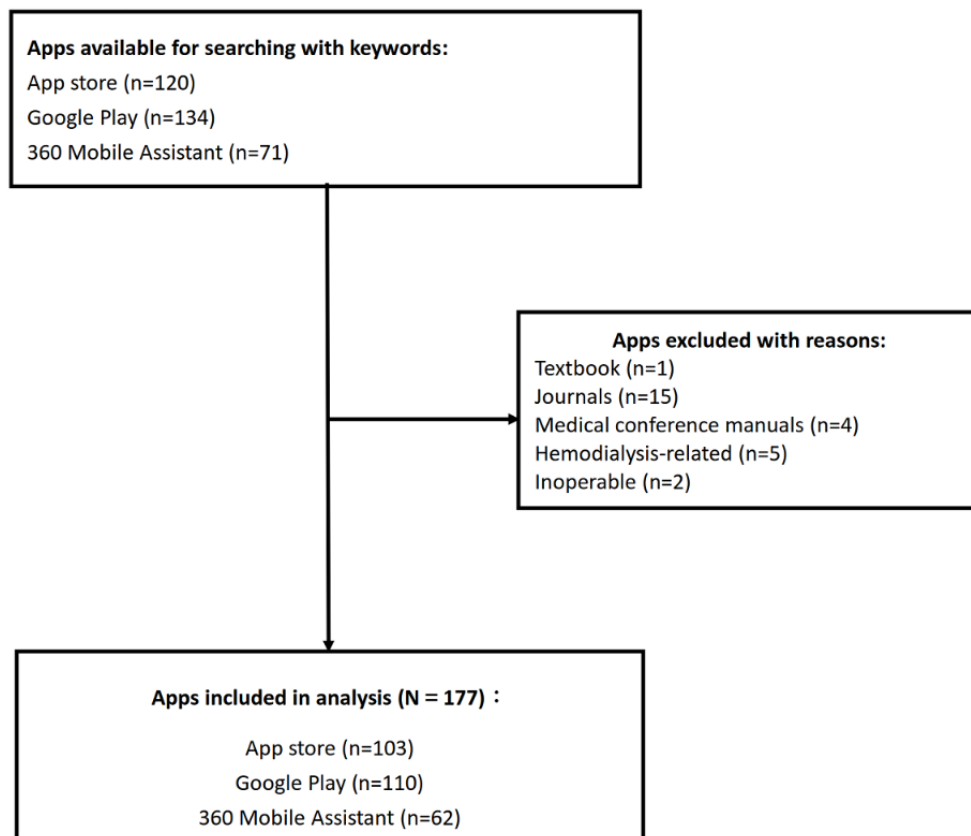 Apps available for searching with keywords:
App store (n=120)
Google Play (n=134)
360 Mobile Assistant (n=71)
Apps excluded with reasons:
Textbook (n=1)
Journals (n=15)
Medical conference manuals (n=4)
Hemodialysis-related (n=5)
Inoperable (n=2)
Apps included in analysis (N = 177)：
App store (n=103)
Google Play (n=110)
360 Mobile Assistant (n=62)